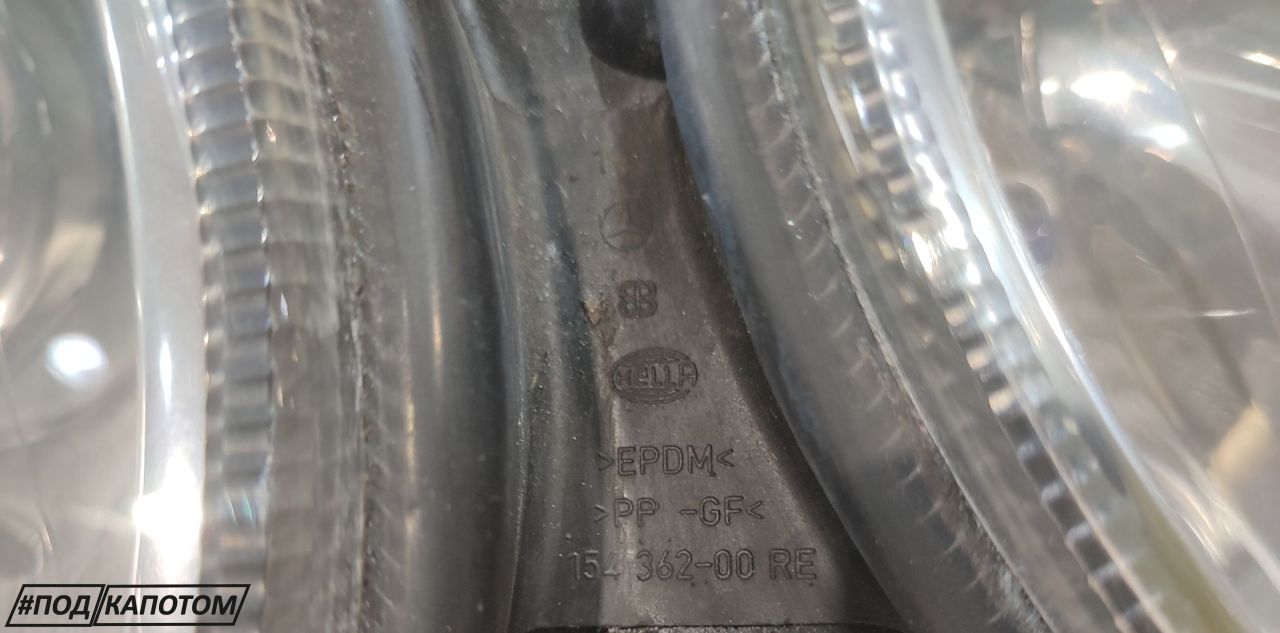 HELLA
>EPDM<
>PP -GF<
154 362-00 RE
#ПОД КАПОТОМ